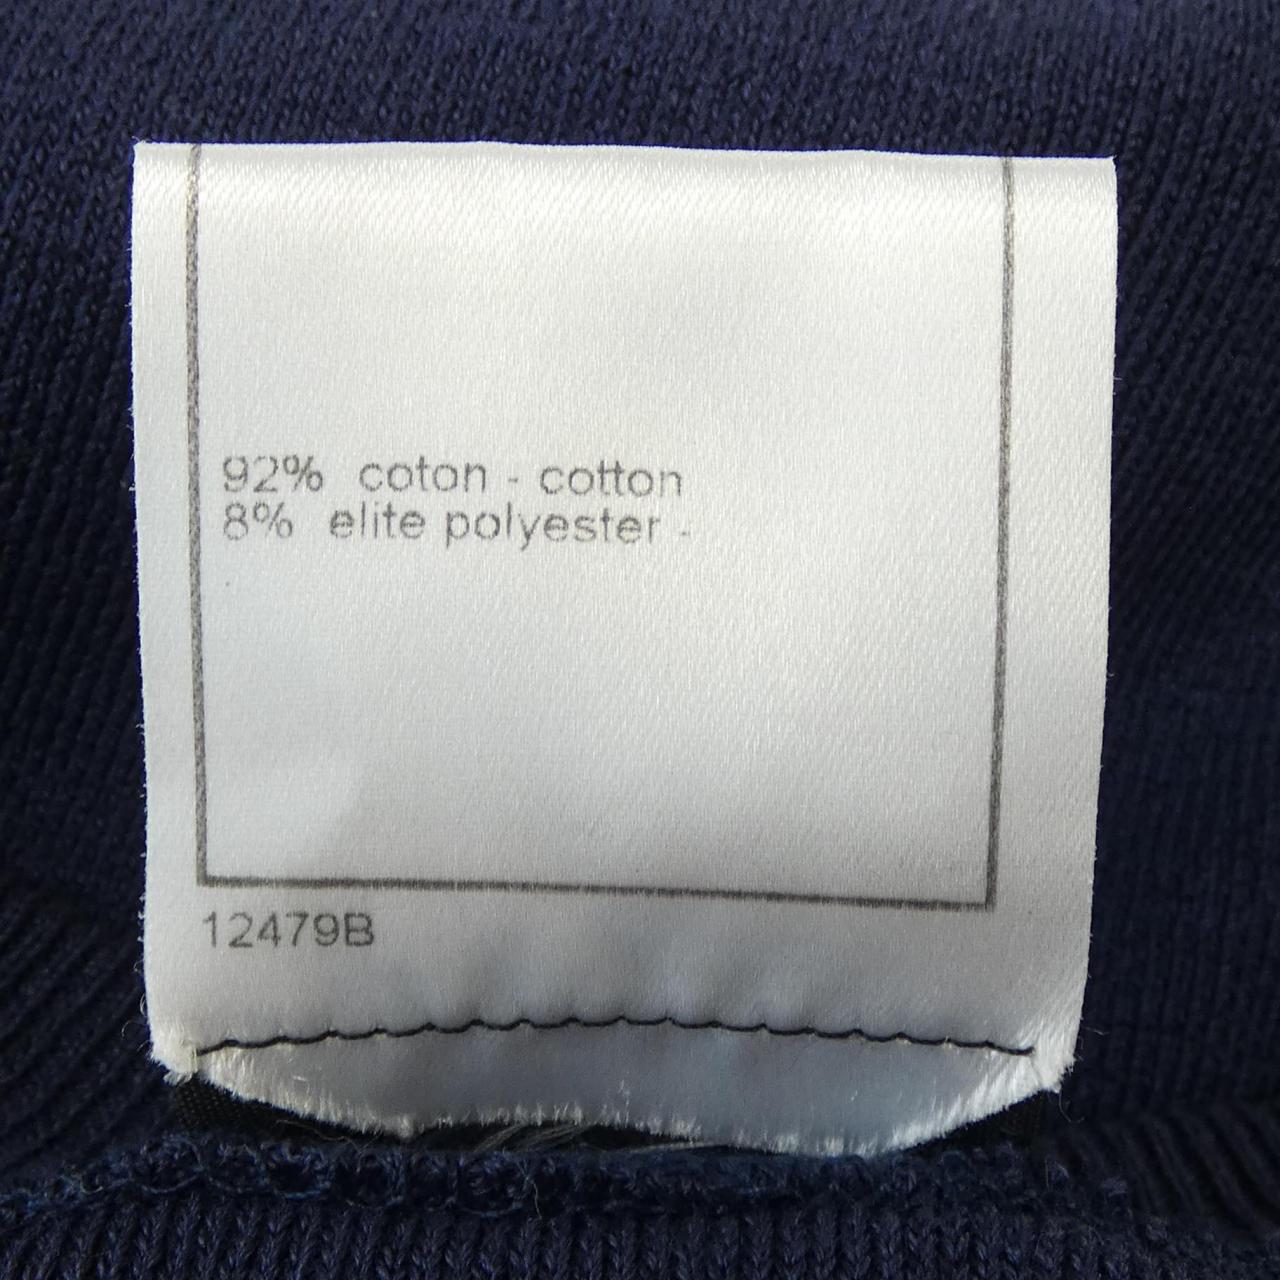 92% coton - cotton
8% elite polyester -
12479B